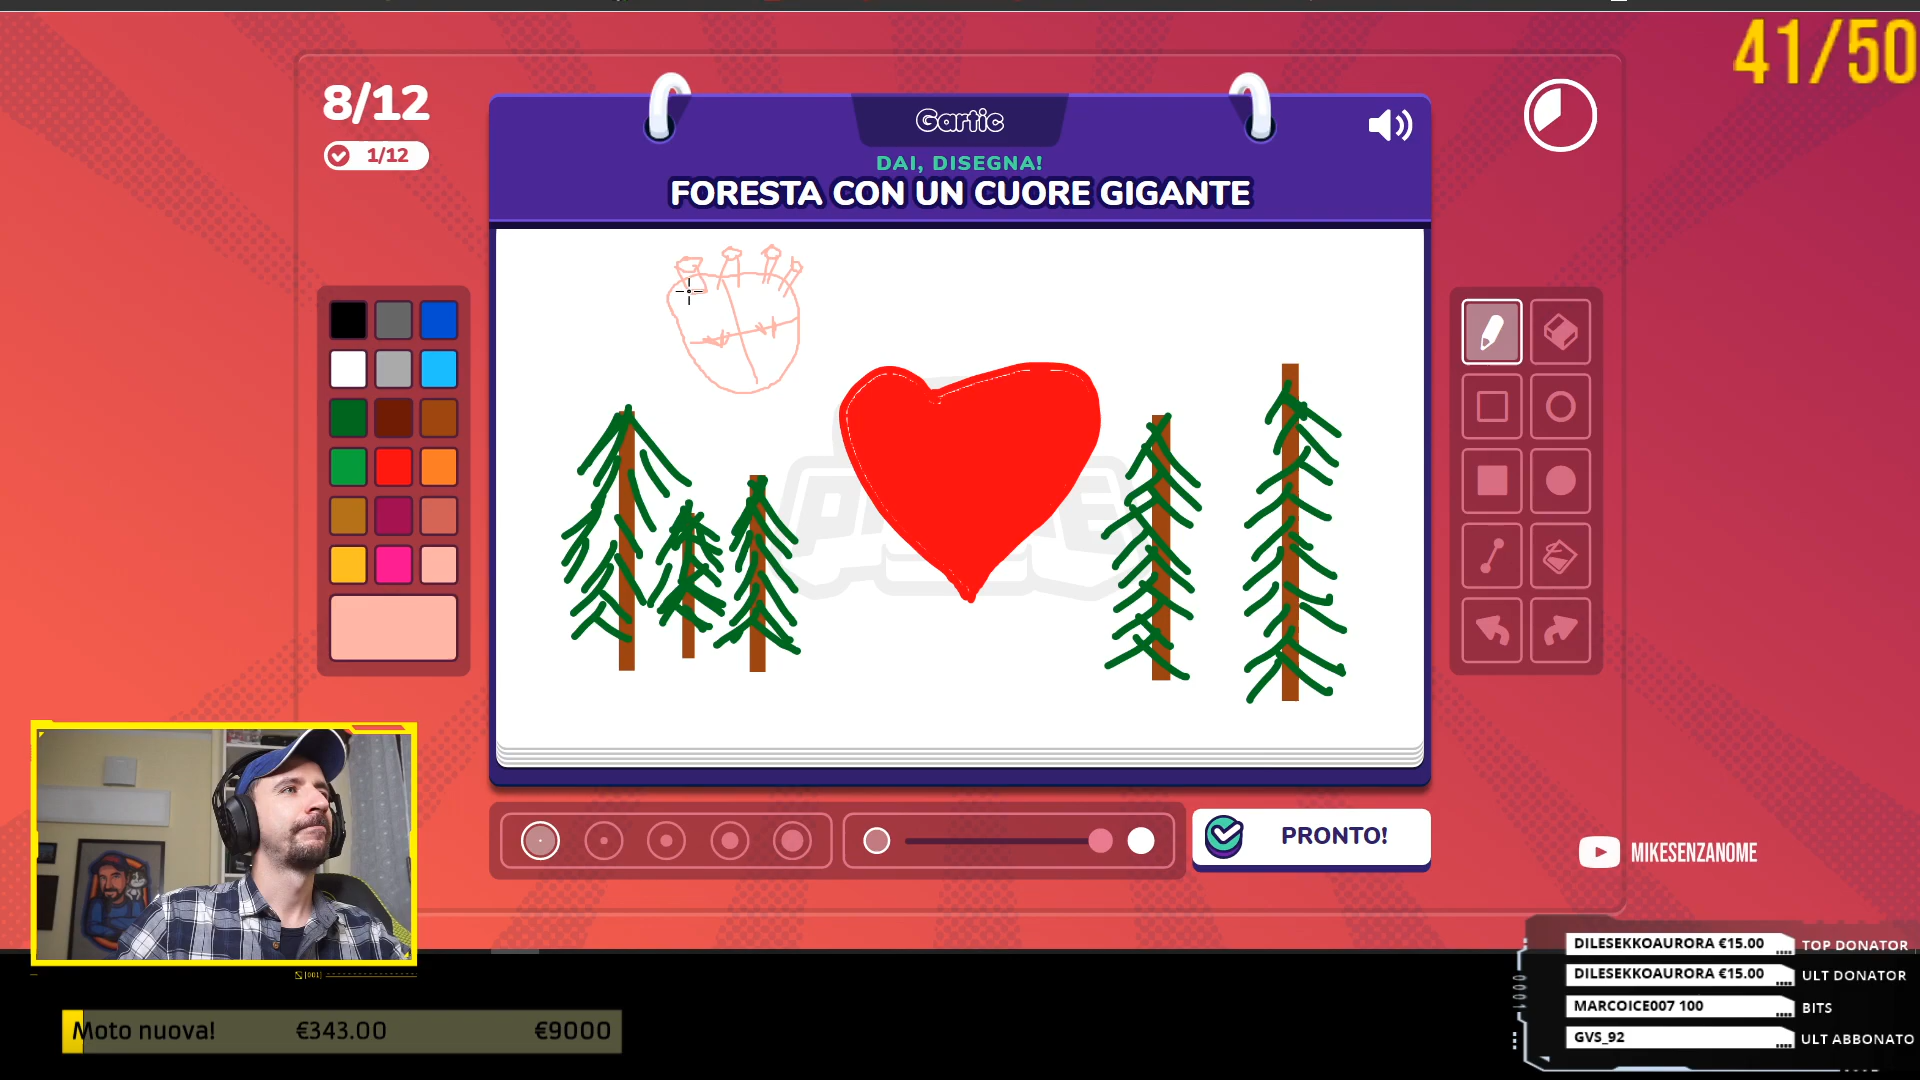 41/50
8/12
1/12
Gartic
DAI, DISEGNA!
FORESTA CON UN CUORE GIGANTE
PRONTO!
MIKESENZANOME
DILESEKKOAURORA €15.00 TOP DONATOR
DILESEKKOAURORA €15.00 ULT DONATOR
MARCOICE007 100 BITS
GVS_92 ULT ABBONATO
Moto nuova! €343.00 €9000